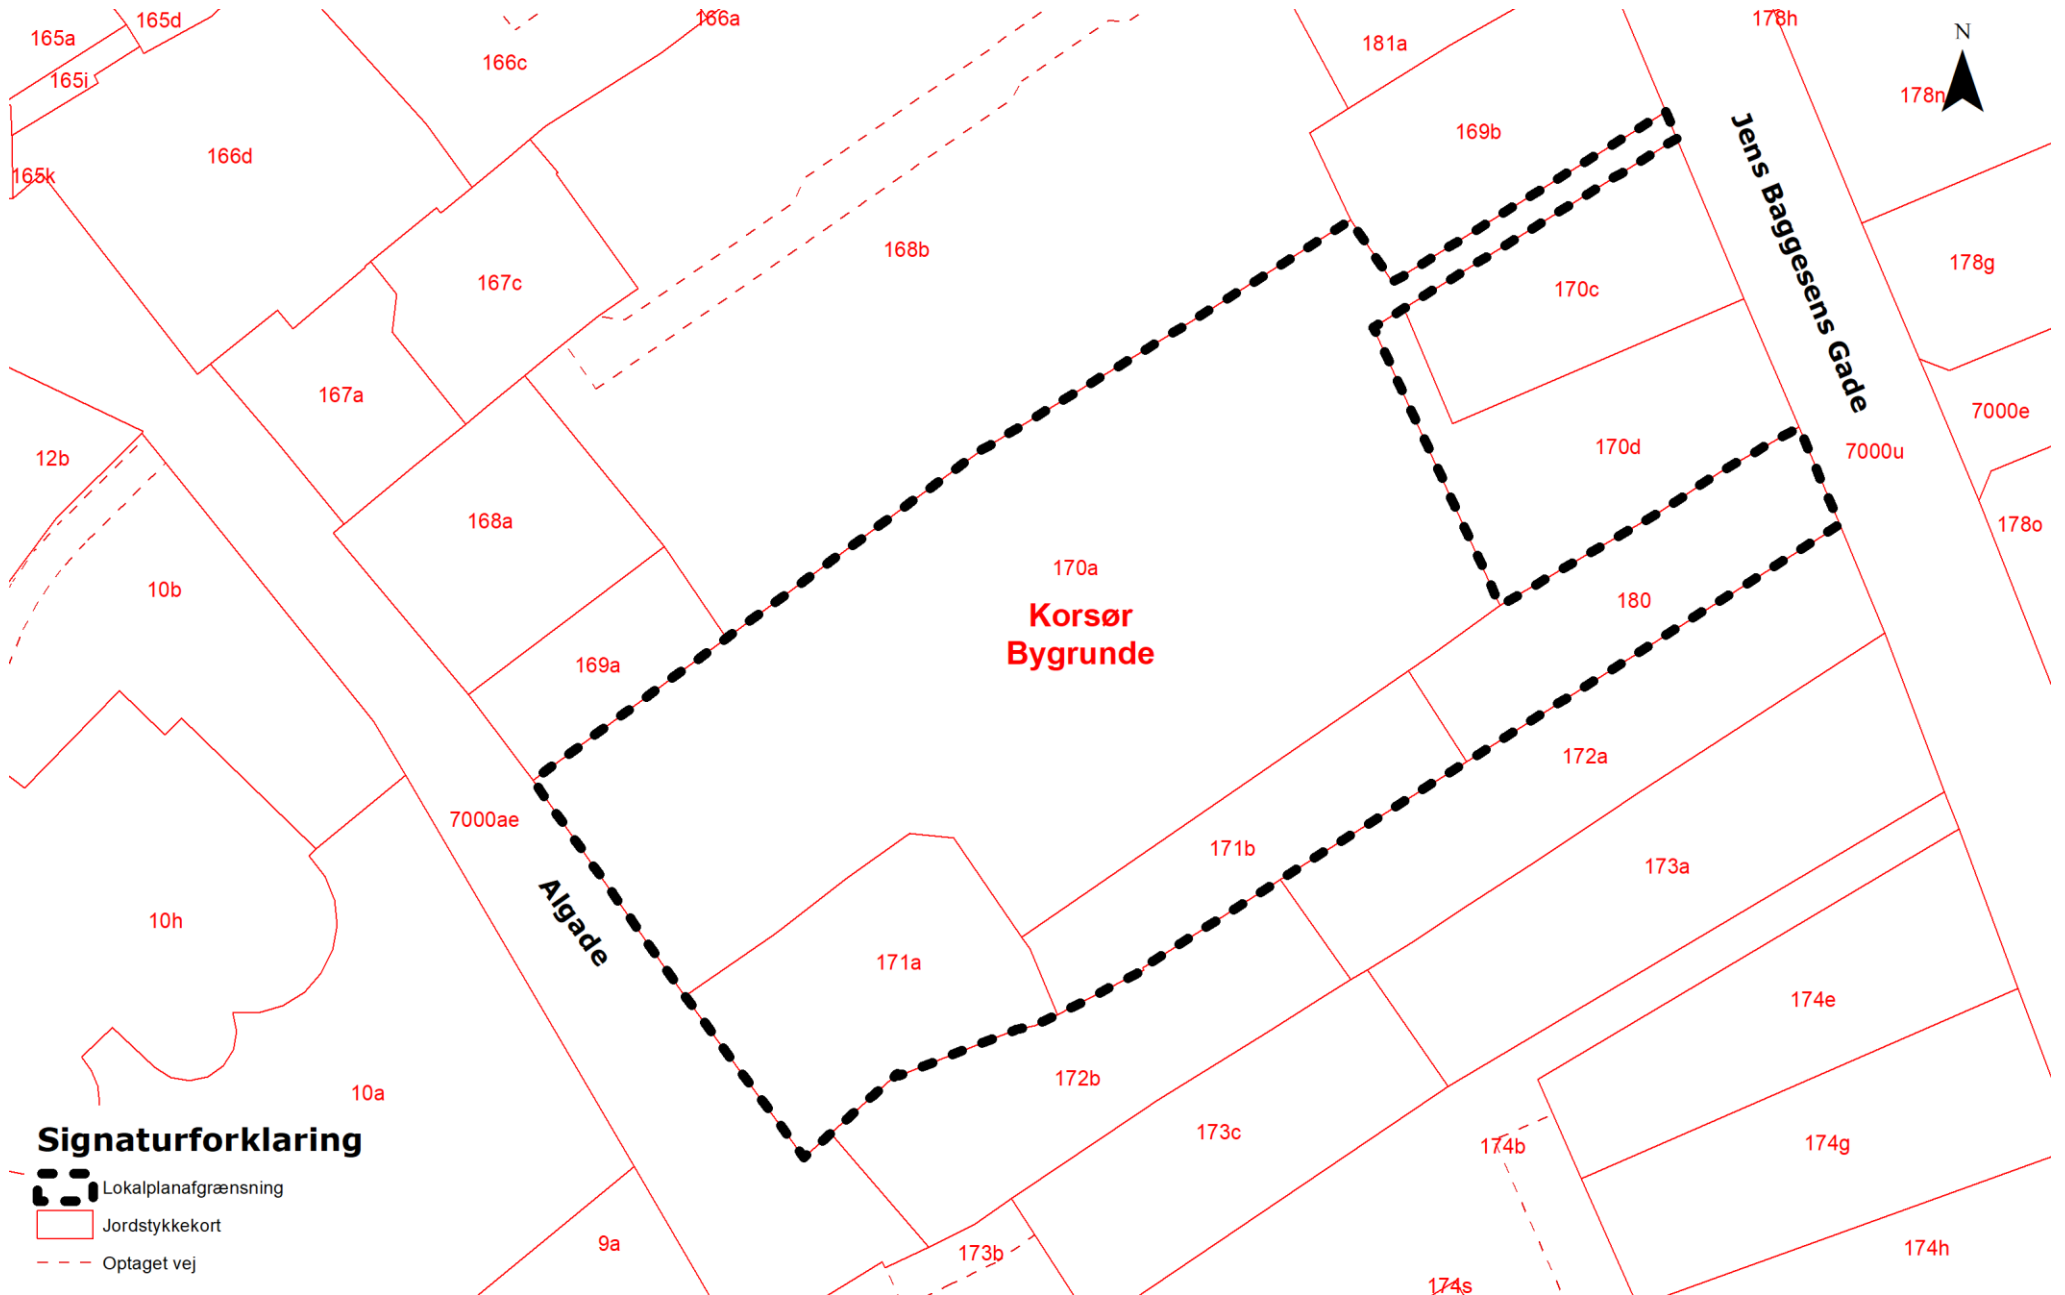 165d
178h
166a
165a
181a
N
166c
165i
178n
169b
166d
165k
Jens Baggesens Gade
168b
178g
167c
170c
167a
7000e
170d
7000u
12b
168a
178o
170a
10b
180
Korsør
Bygrunde
169a
172a
7000ae
171b
173a
10h
Algade
171a
174e
172b
10a
173c
Signaturforklaring
174b
174g
Lokalplanafgrænsning
Jordstykkekort
9a
173b
174h
Optaget vej
174s